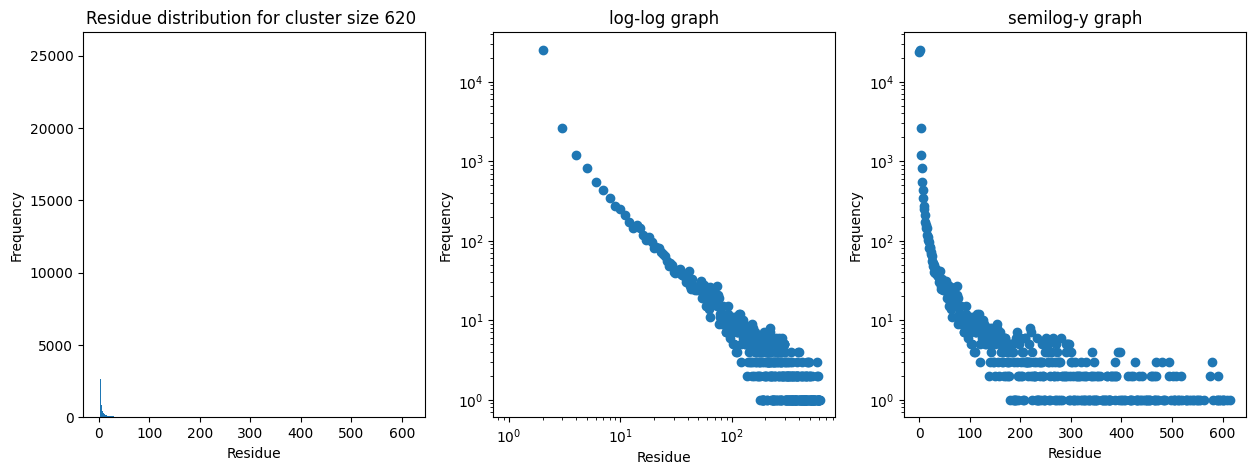 Residue distribution for cluster size 620
Frequency
25000
20000
15000
10000
5000
0
0 100 200 300 400 500 600
Residue
log-log graph
Frequency
10⁴
10³
10²
10¹
10⁰
10⁰ 10¹ 10²
Residue
semilog-y graph
Frequency
10⁴
10³
10²
10¹
10⁰
0 100 200 300 400 500 600
Residue